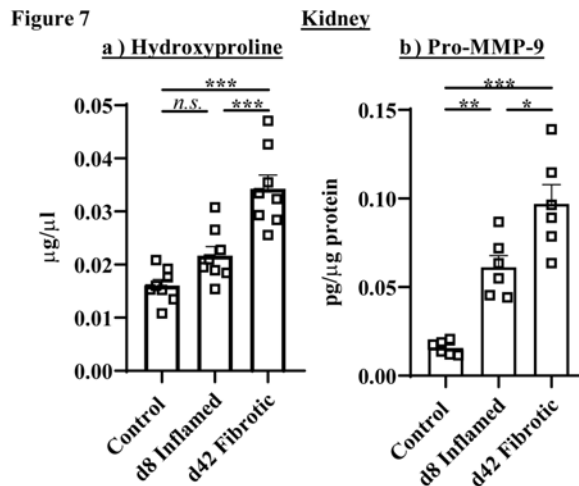 Figure 7
Kidney
a ) Hydroxyproline
b ) Pro-MMP-9
***
n.s.
***
0.05
0.04
0.03
0.02
0.01
0.00
µg/µl
Control
d8 Inflamed
d42 Fibrotic
***
**
*
0.15
0.10
0.05
0.00
pg/µg protein
Control
d8 Inflamed
d42 Fibrotic